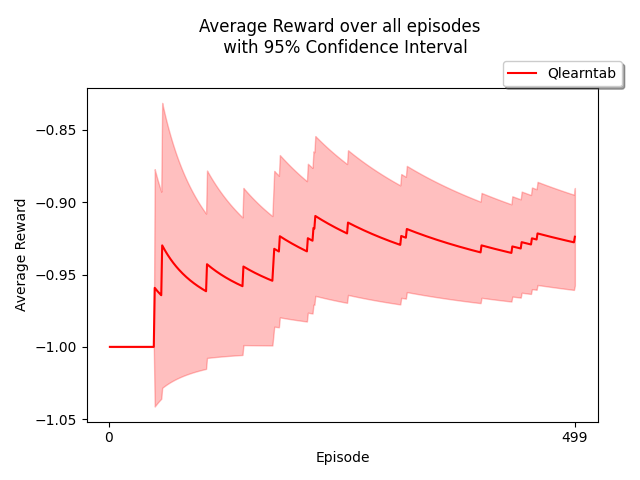 Average Reward over all episodes
with 95% Confidence Interval
Qlearntab
−0.85
−0.90
−0.95
−1.00
−1.05
Average Reward
0
499
Episode